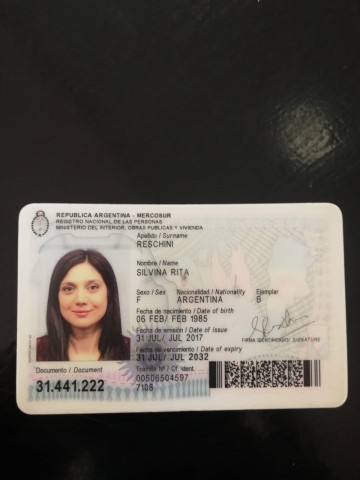 REPUBLICA ARGENTINA - MERCOSUR
REGISTRO NACIONAL DE LAS PERSONAS
MINISTERIO DEL INTERIOR, OBRAS PUBLICAS Y VIVIENDA
Apellido / Surname
RESCHINI
Nombre / Name
SILVINA RITA
Sexo / Sex Nacionalidad / Nationality Ejemplar
F ARGENTINA B
Fecha de nacimiento / Date of birth
06 FEB/ FEB 1985
Fecha de emisión / Date of issue
31 JUL/ JUL 2017
FIRMA IDENTIFICADO / SIGNATURE
Fecha de vencimiento / Date of expiry
31 JUL/ JUL 2032
Documento / Document Trámite Nº / Of. ident.
31.441.222 00506504597
7108